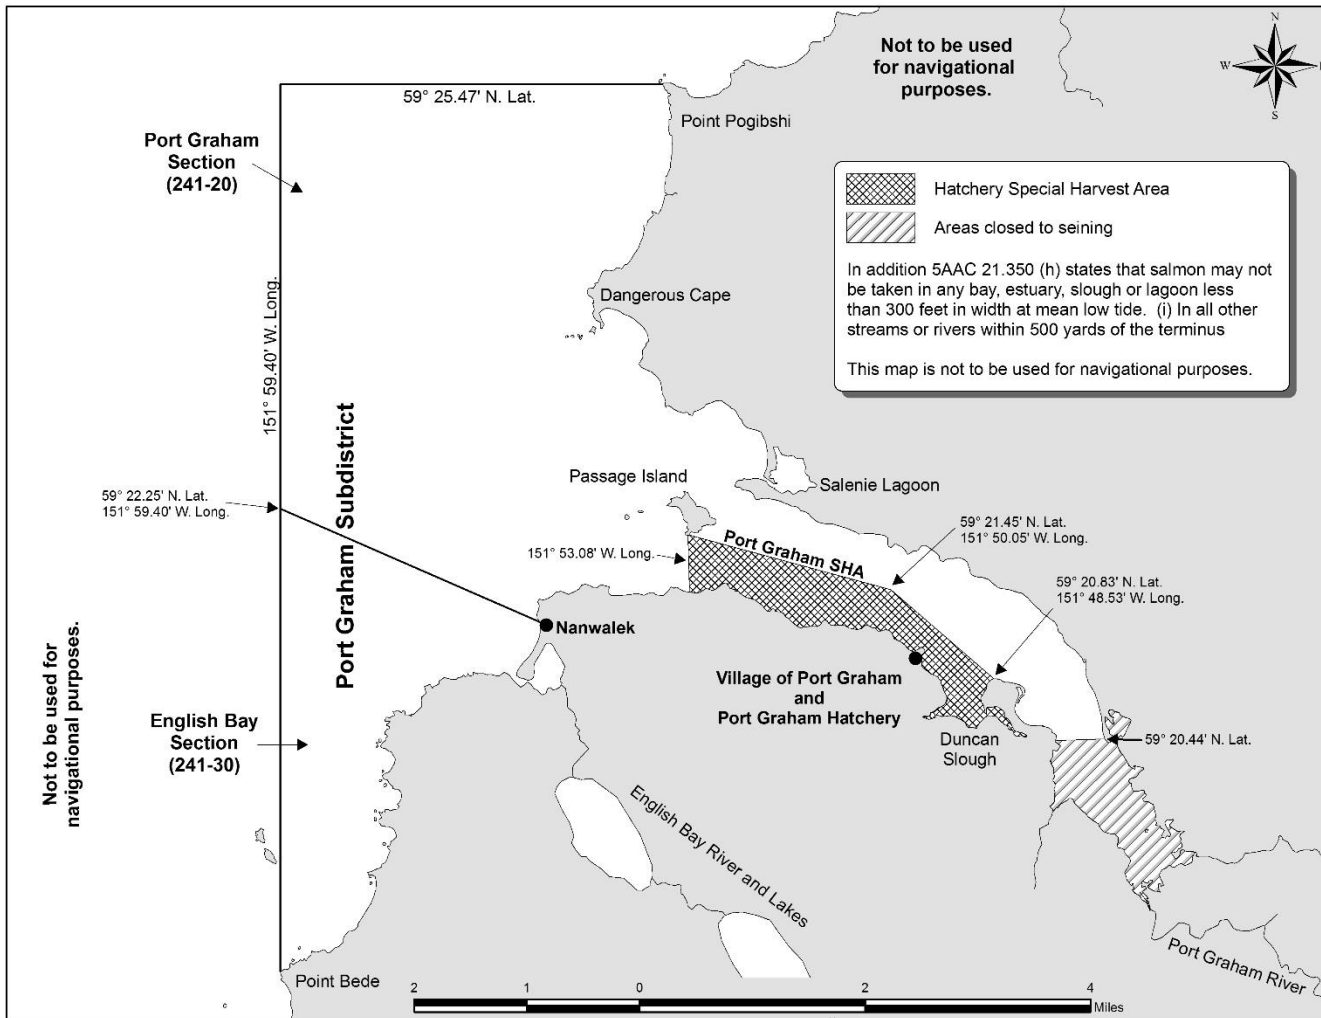 Not to be used
for navigational
purposes.
N
W
S
59° 25.47' N. Lat.
Point Pogibshi
Port Graham
Section
(241-20)
Hatchery Special Harvest Area
Areas closed to seining
In addition 5AAC 21.350 (h) states that salmon may not
be taken in any bay, estuary, slough or lagoon less
than 300 feet in width at mean low tide.  (i) In all other
streams or rivers within 500 yards of the terminus
This map is not to be used for navigational purposes.
151° 59.40' W. Long.
Dangerous Cape
Port Graham Subdistrict
Passage Island
Salenie Lagoon
59° 22.25' N. Lat.
151° 59.40' W. Long.
59° 21.45' N. Lat.
151° 50.05' W. Long.
Port Graham SHA
151° 53.08' W. Long.
59° 20.83' N. Lat.
151° 48.53' W. Long.
Nanwalek
Not to be used for
navigational purposes.
Village of Port Graham
and
Port Graham Hatchery
English Bay
Section
(241-30)
Duncan
Slough
59° 20.44' N. Lat.
English Bay River and Lakes
Port Graham River
Point Bede
2
1
0
2
4
Miles